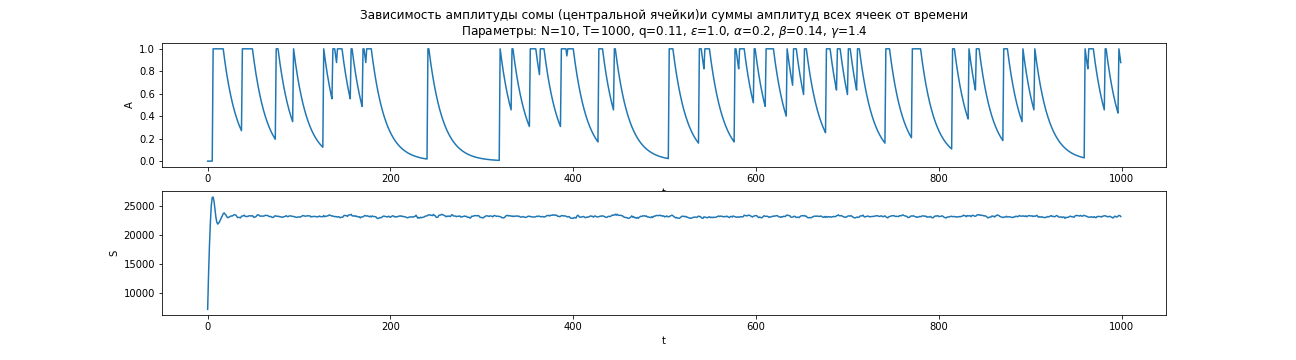 Зависимость амплитуды сомы (центральной ячейки)и суммы амплитуд всех ячеек от времени
Параметры: N=10, T=1000, q=0.11, ε=1.0, α=0.2, β=0.14, γ=1.4
1.0
0.8
0.6
0.4
0.2
0.0
A
0 200 400 600 800 1000
25000
20000
15000
10000
S
0 200 400 600 800 1000
t